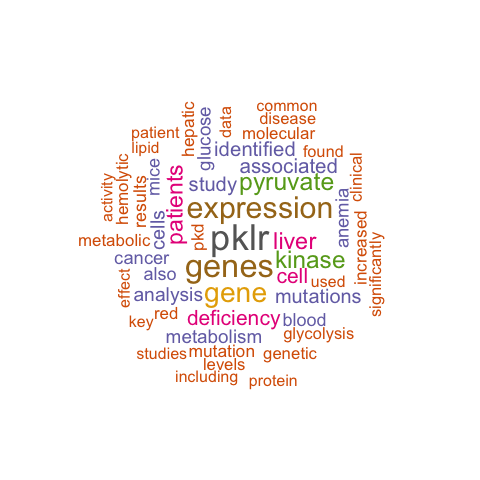 common
disease
molecular
patient
lipid
hepatic
glucose
data
identified
found
associated
clinical
activity
hemolytic
results
mice
cells
patients
study
pyruvate
expression
anemia
increased
significantly
metabolic
pkd
pklr
liver
cancer
genes
kinase
also
cell
used
effect
analysis
gene
mutations
key
red
deficiency
blood
metabolism
glycolysis
studies
mutation
genetic
levels
including
protein